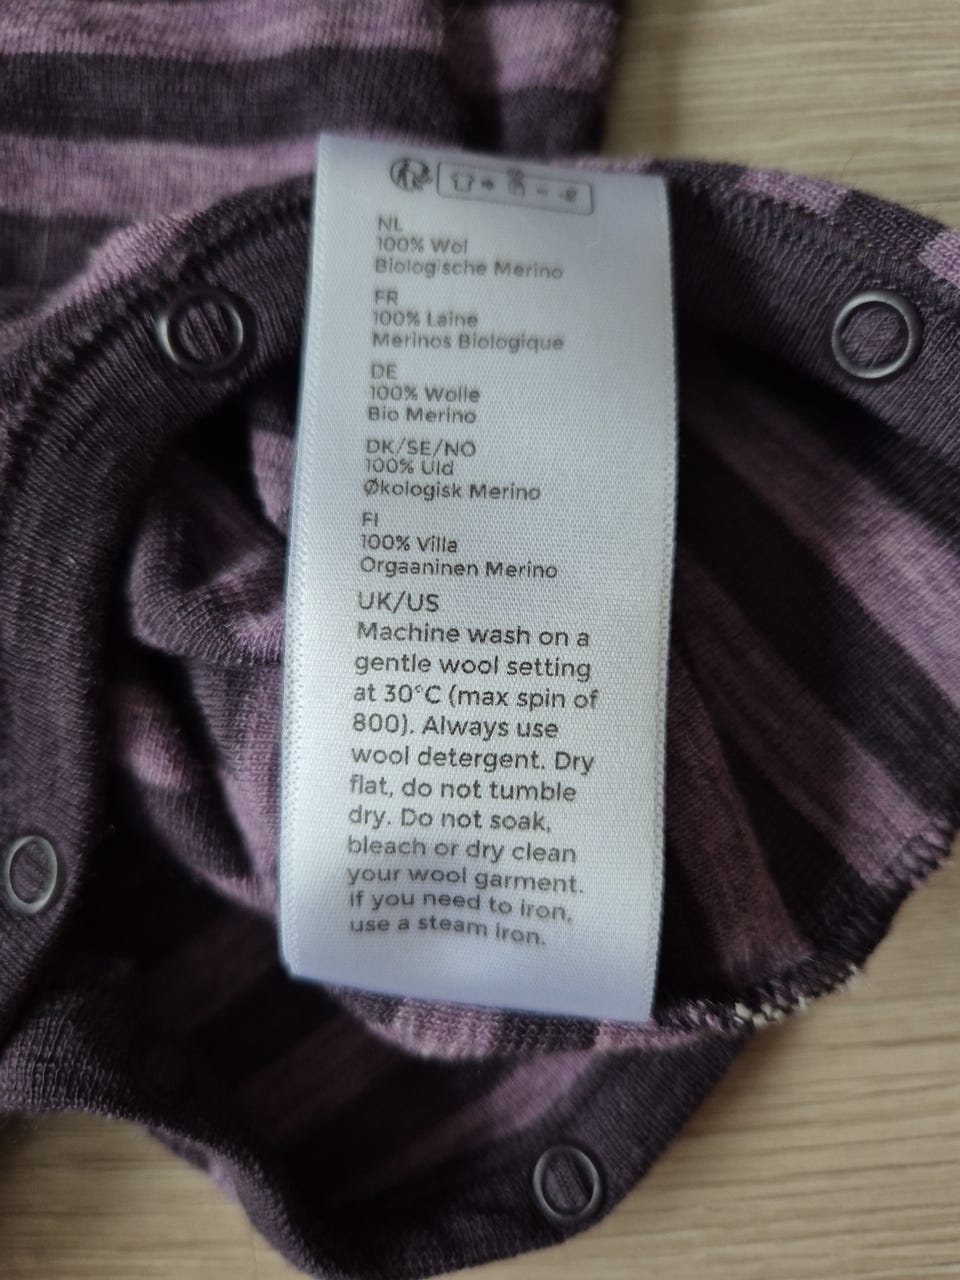 NL
100% Wol
Biologische Merino
FR
100% Laine
Merinos Biologique
DE
100% Wolle
Bio Merino
DK/SE/NO
100% Uld
Økologisk Merino
FI
100% Villa
Orgaaninen Merino
UK/US
Machine wash on a
gentle wool setting
at 30°C (max spin of
800). Always use
wool detergent. Dry
flat, do not tumble
dry. Do not soak,
bleach or dry clean
your wool garment.
If you need to iron,
use a steam iron.